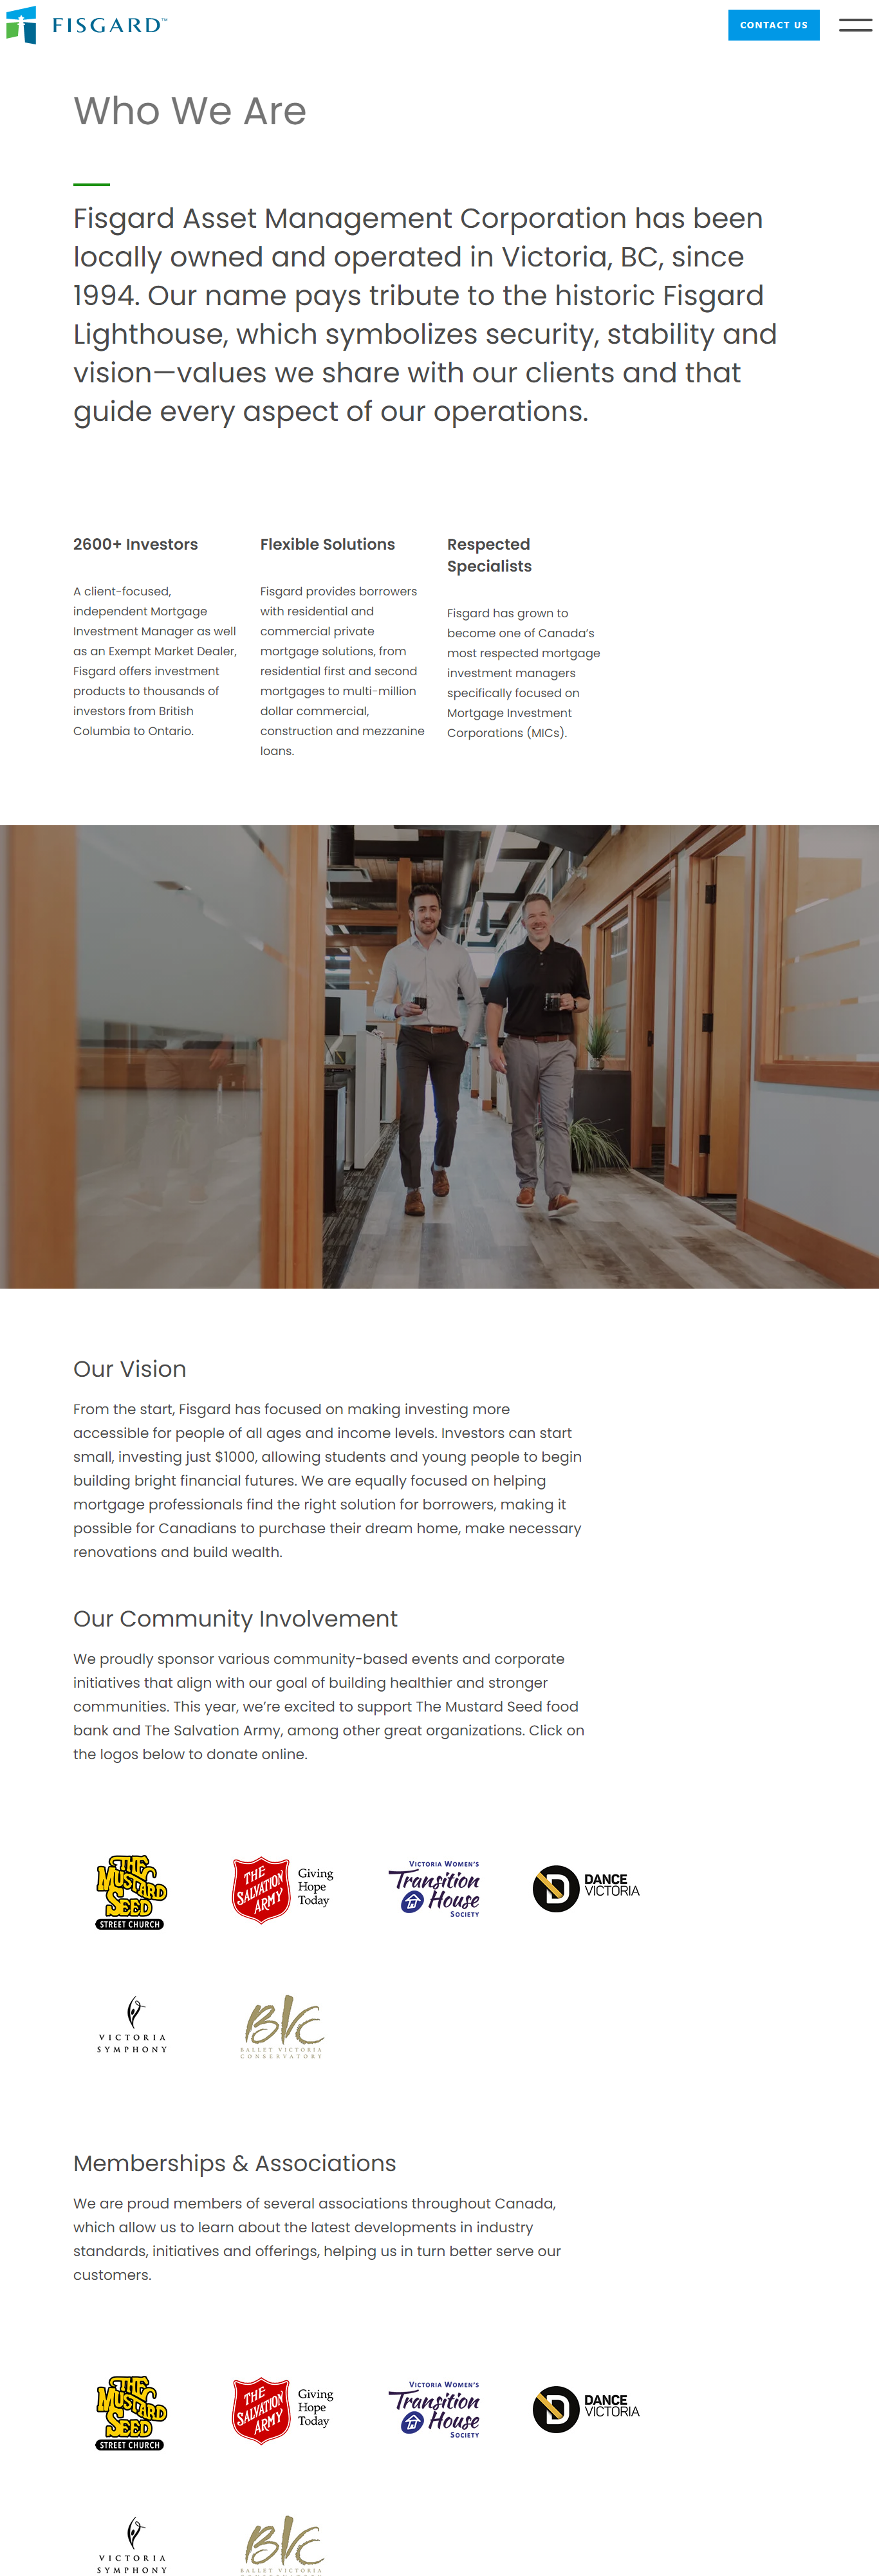 FISGARD™
CONTACT US
Who We Are
Fisgard Asset Management Corporation has been
locally owned and operated in Victoria, BC, since
1994. Our name pays tribute to the historic Fisgard
Lighthouse, which symbolizes security, stability and
vision—values we share with our clients and that
guide every aspect of our operations.
2600+ Investors
A client-focused,
independent Mortgage
Investment Manager as well
as an Exempt Market Dealer,
Fisgard offers investment
products to thousands of
investors from British
Columbia to Ontario.
Flexible Solutions
Fisgard provides borrowers
with residential and
commercial private
mortgage solutions, from
residential first and second
mortgages to multi-million
dollar commercial,
construction and mezzanine
loans.
Respected
Specialists
Fisgard has grown to
become one of Canada’s
most respected mortgage
investment managers
specifically focused on
Mortgage Investment
Corporations (MICs).
Our Vision
From the start, Fisgard has focused on making investing more
accessible for people of all ages and income levels. Investors can start
small, investing just $1000, allowing students and young people to begin
building bright financial futures. We are equally focused on helping
mortgage professionals find the right solution for borrowers, making it
possible for Canadians to purchase their dream home, make necessary
renovations and build wealth.
Our Community Involvement
We proudly sponsor various community-based events and corporate
initiatives that align with our goal of building healthier and stronger
communities. This year, we’re excited to support The Mustard Seed food
bank and The Salvation Army, among other great organizations. Click on
the logos below to donate online.
THE
MUSTARD
SEED
STREET CHURCH
THE
SALVATION
ARMY
Giving
Hope
Today
VICTORIA WOMEN'S
Transition
House
SOCIETY
DANCE
VICTORIA
VICTORIA
SYMPHONY
BVC
BALLET VICTORIA
CONSERVATORY
Memberships & Associations
We are proud members of several associations throughout Canada,
which allow us to learn about the latest developments in industry
standards, initiatives and offerings, helping us in turn better serve our
customers.
THE
MUSTARD
SEED
STREET CHURCH
THE
SALVATION
ARMY
Giving
Hope
Today
VICTORIA WOMEN'S
Transition
House
SOCIETY
DANCE
VICTORIA
VICTORIA
SYMPHONY
BVC
BALLET VICTORIA